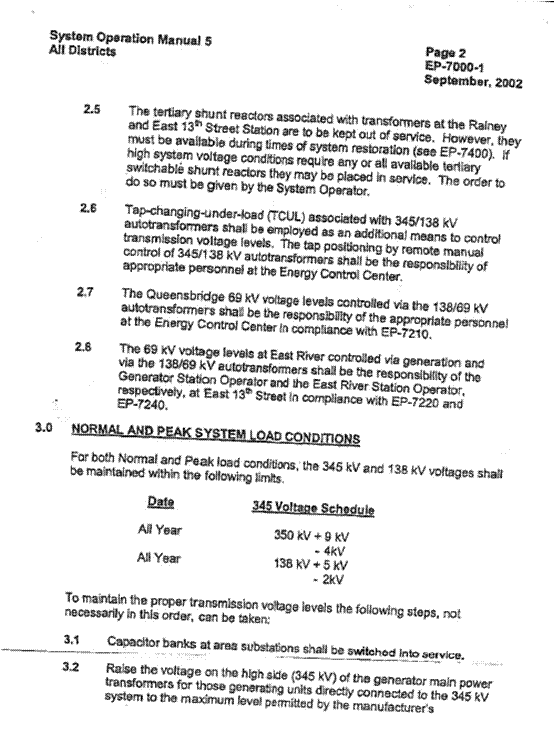 System Operation Manual 5
All Districts
Page 2
EP-7000-1
September, 2002
2.5 The tertiary shunt reactors associated with transformers at the Rainey
and East 13th Street Station are to be kept out of service. However, they
must be available during times of system restoration (see EP-7400). If
high system voltage conditions require any or all available tertiary
switchable shunt reactors they may be placed in service. The order to
do so must be given by the System Operator.
2.6 Tap-changing-under-load (TCUL) associated with 345/138 kV
autotransformers shall be employed as an additional means to control
transmission voltage levels. The tap positioning by remote manual
control of 345/138 kV autotransformers shall be the responsibility of
appropriate personnel at the Energy Control Center.
2.7 The Queensbridge 69 kV voltage levels controlled via the 138/69 kV
autotransformers shall be the responsibility of the appropriate personnel
at the Energy Control Center in compliance with EP-7210.
2.8 The 69 kV voltage levels at East River controlled via generation and
via the 138/69 kV autotransformers shall be the responsibility of the
Generator Station Operator and the East River Station Operator,
respectively, at East 13th Street in compliance with EP-7220 and
EP-7240.
3.0 NORMAL AND PEAK SYSTEM LOAD CONDITIONS
For both Normal and Peak load conditions, the 345 kV and 138 kV voltages shall
be maintained within the following limits.
Date 345 Voltage Schedule
All Year 350 kV + 9 kV
- 4kV
All Year 138 kV + 5 kV
- 2kV
To maintain the proper transmission voltage levels the following steps, not
necessarily in this order, can be taken:
3.1 Capacitor banks at area substations shall be switched into service.
3.2 Raise the voltage on the high side (345 kV) of the generator main power
transformers for those generating units directly connected to the 345 kV
system to the maximum level permitted by the manufacturer's